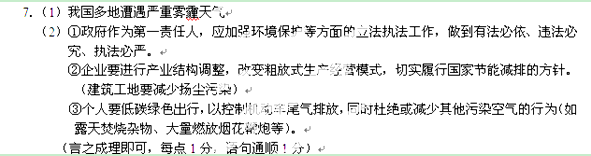 7.（1）我国多地遭遇严重雾霾天气
（2）①政府作为第一责任人，应加强环境保护等方面的立法执法工作，做到有法必依、违法必
究、执法必严。
②企业要进行产业结构调整，改变粗放式生产经营模式，切实履行国家节能减排的方针。
（建筑工地要减少扬尘污染）
③个人要低碳绿色出行，以控制机动车尾气排放，同时杜绝或减少其他污染空气的行为(如
露天焚烧杂物、大量燃放烟花鞭炮等)。
（言之成理即可，每点1分，语句通顺1分）